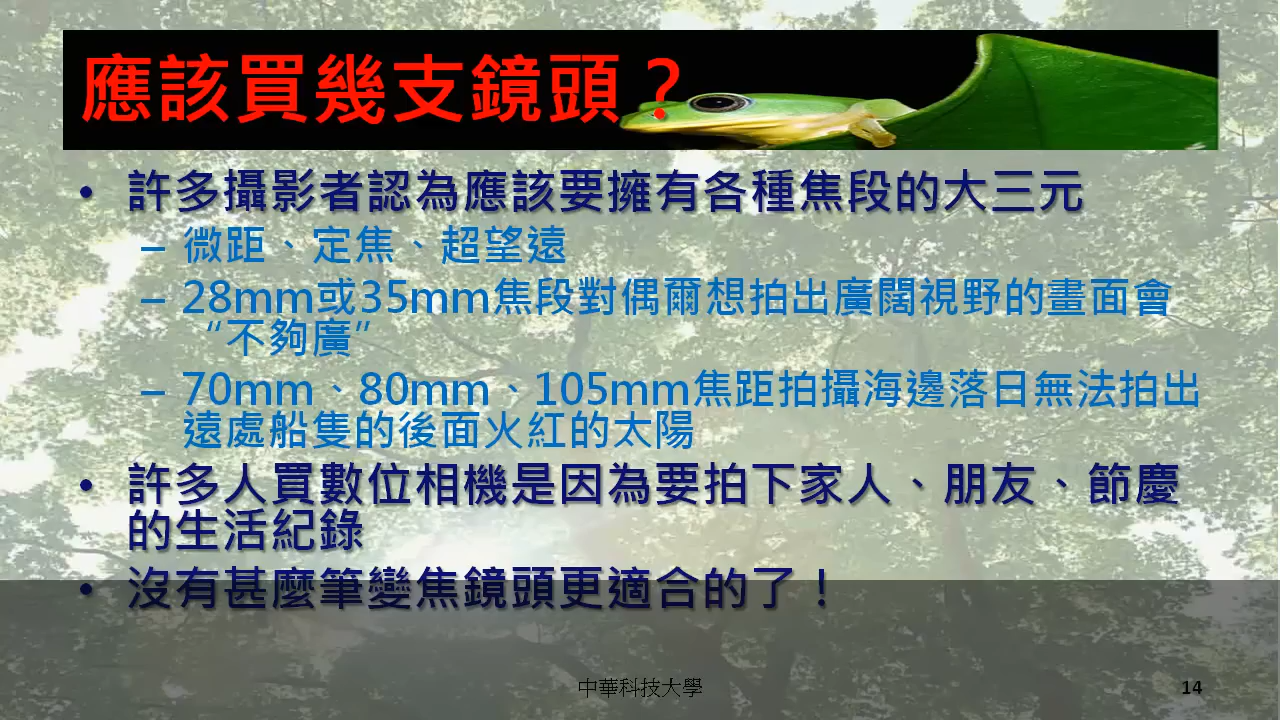 應該買幾支鏡頭？
• 許多攝影者認為應該要擁有各種焦段的大三元
– 微距、定焦、超望遠
– 28mm或35mm焦段對偶爾想拍出廣闊視野的畫面會
“不夠廣”
– 70mm、80mm、105mm焦距拍攝海邊落日無法拍出
遠處船隻的後面火紅的太陽
• 許多人買數位相機是因為要拍下家人、朋友、節慶
的生活紀錄
• 沒有甚麼筆變焦鏡頭更適合的了！
中華科技大學
14